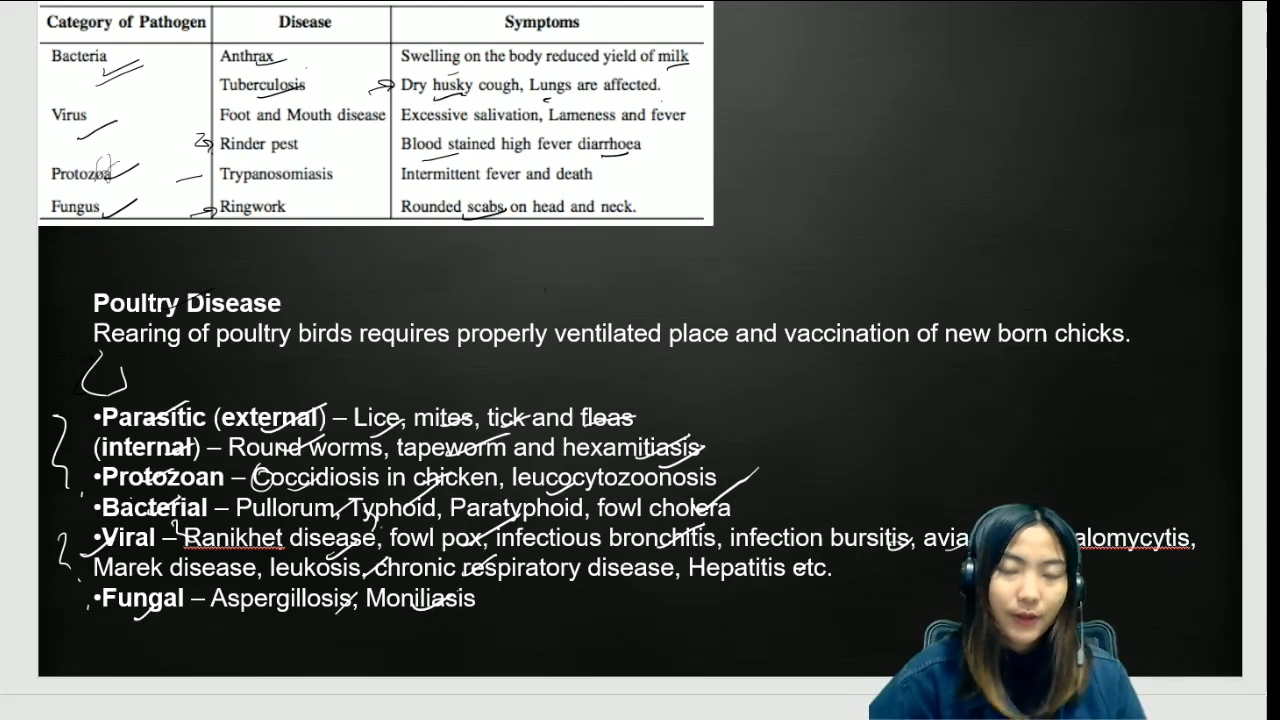 Category of Pathogen Disease Symptoms
Bacteria Anthrax Swelling on the body reduced yield of milk
Tuberculosis Dry husky cough, Lungs are affected.
Virus Foot and Mouth disease Excessive salivation, Lameness and fever
Rinder pest Blood stained high fever diarrhoea
Protozoa Trypanosomiasis Intermittent fever and death
Fungus Ringwork Rounded scabs on head and neck.
Poultry Disease
Rearing of poultry birds requires properly ventilated place and vaccination of new born chicks.
•Parasitic (external) – Lice, mites, tick and fleas
(internal) – Round worms, tapeworm and hexamitiasis
•Protozoan – Coccidiosis in chicken, leucocytozoonosis
•Bacterial – Pullorum, Typhoid, Paratyphoid, fowl cholera
•Viral – Ranikhet disease, fowl pox, infectious bronchitis, infection bursitis,
Marek disease, leukosis, chronic respiratory disease, Hepatitis etc.
•Fungal – Aspergillosis, Moniliasis